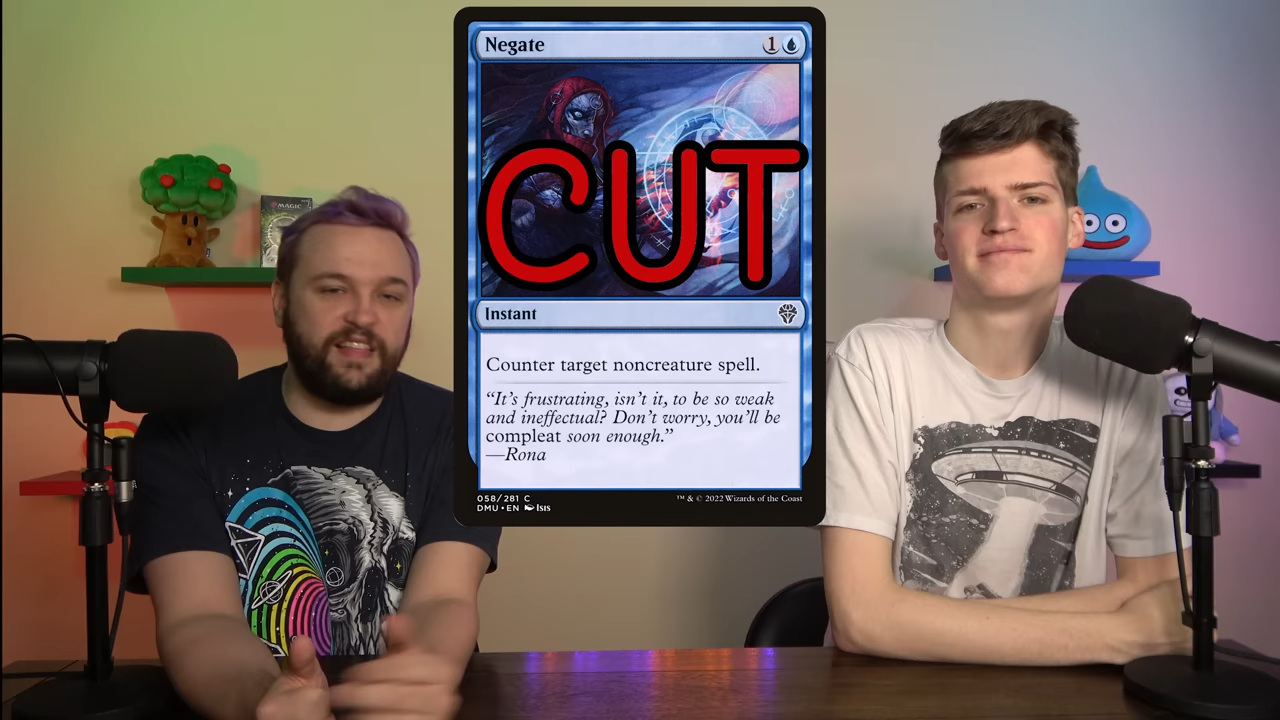 Negate 1
CUT
Instant
Counter target noncreature spell.
“It’s frustrating, isn’t it, to be so weak
and ineffectual? Don’t worry, you’ll be
compleat soon enough.”
—Rona
058/281 C
DMU • EN Isis
™ & © 2022 Wizards of the Coast
MAGIC